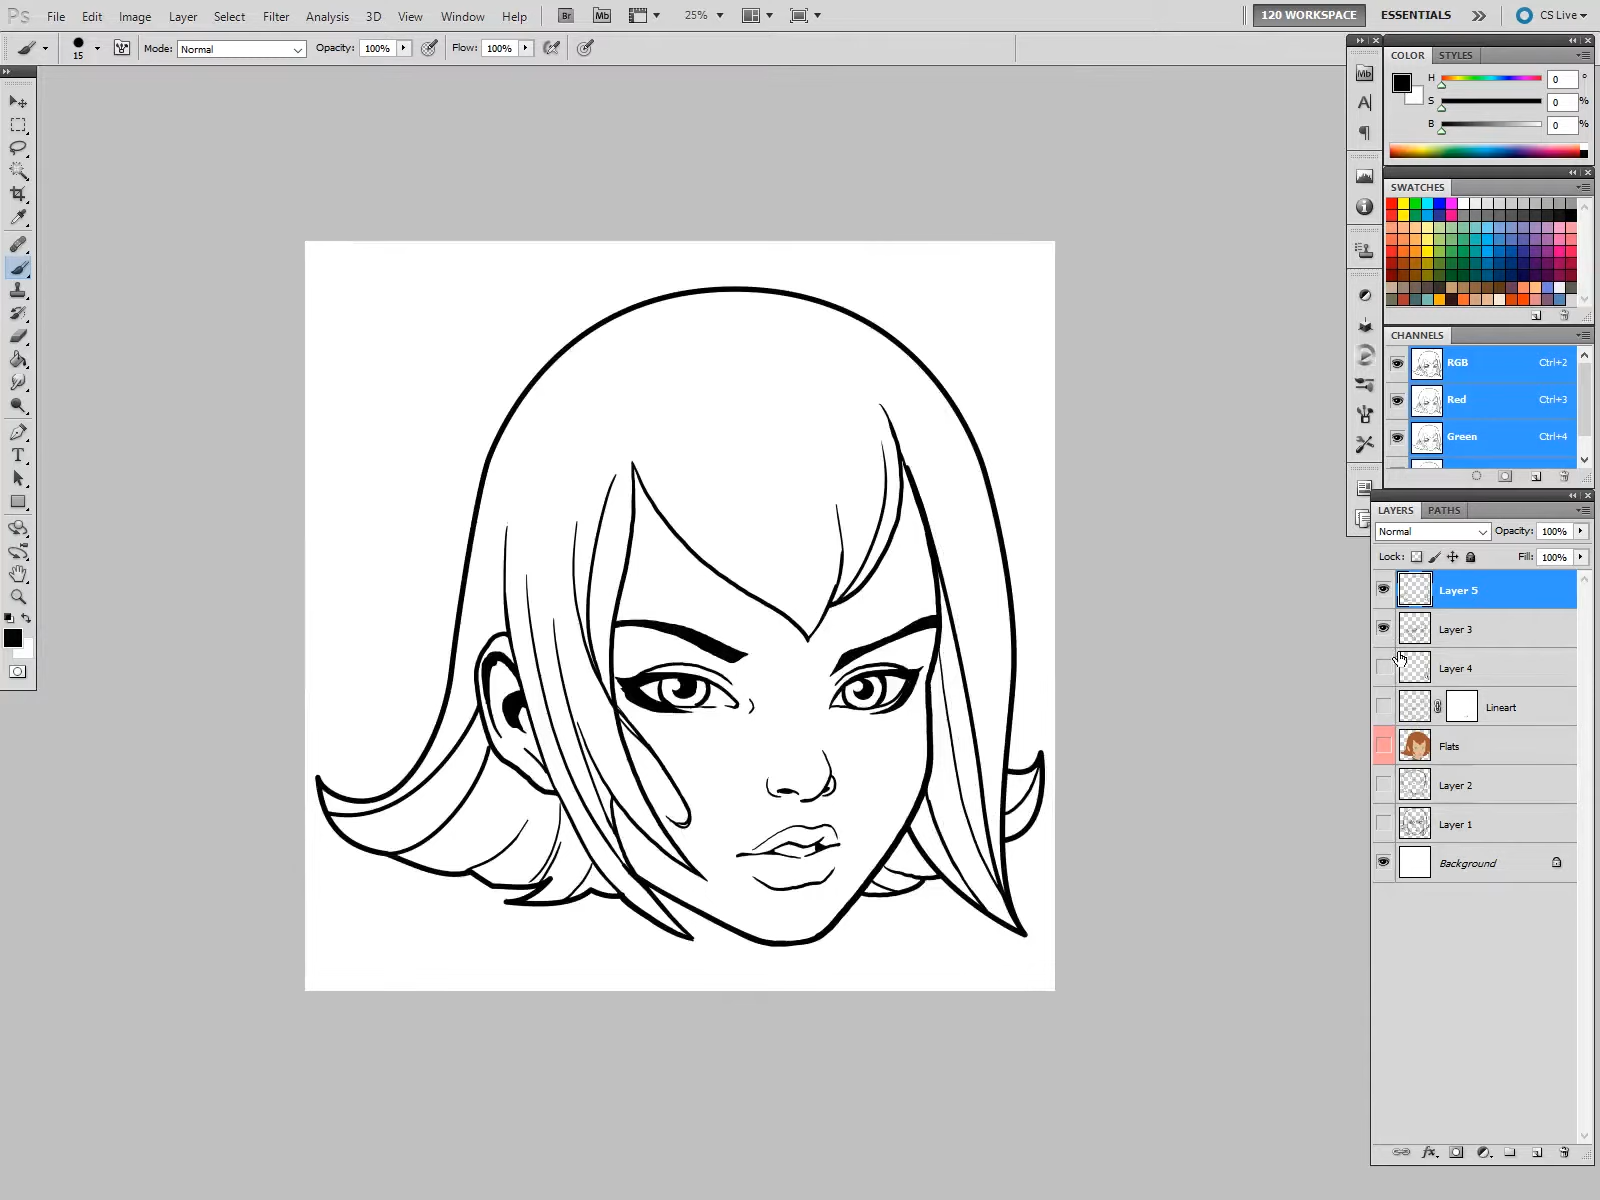 Ps File Edit Image Layer Select Filter Analysis 3D View Window Help Br Mb 25% 120 WORKSPACE ESSENTIALS CS Live
15 Mode: Normal Opacity: 100% Flow: 100%
COLOR STYLES
H 0 °
S 0 %
B 0 %
SWATCHES
CHANNELS
RGB Ctrl+2
Red Ctrl+3
Green Ctrl+4
LAYERS PATHS
Normal Opacity: 100%
Lock: Fill: 100%
Layer 5
Layer 3
Layer 4
Lineart
Flats
Layer 2
Layer 1
Background
Mb
A
T
fx